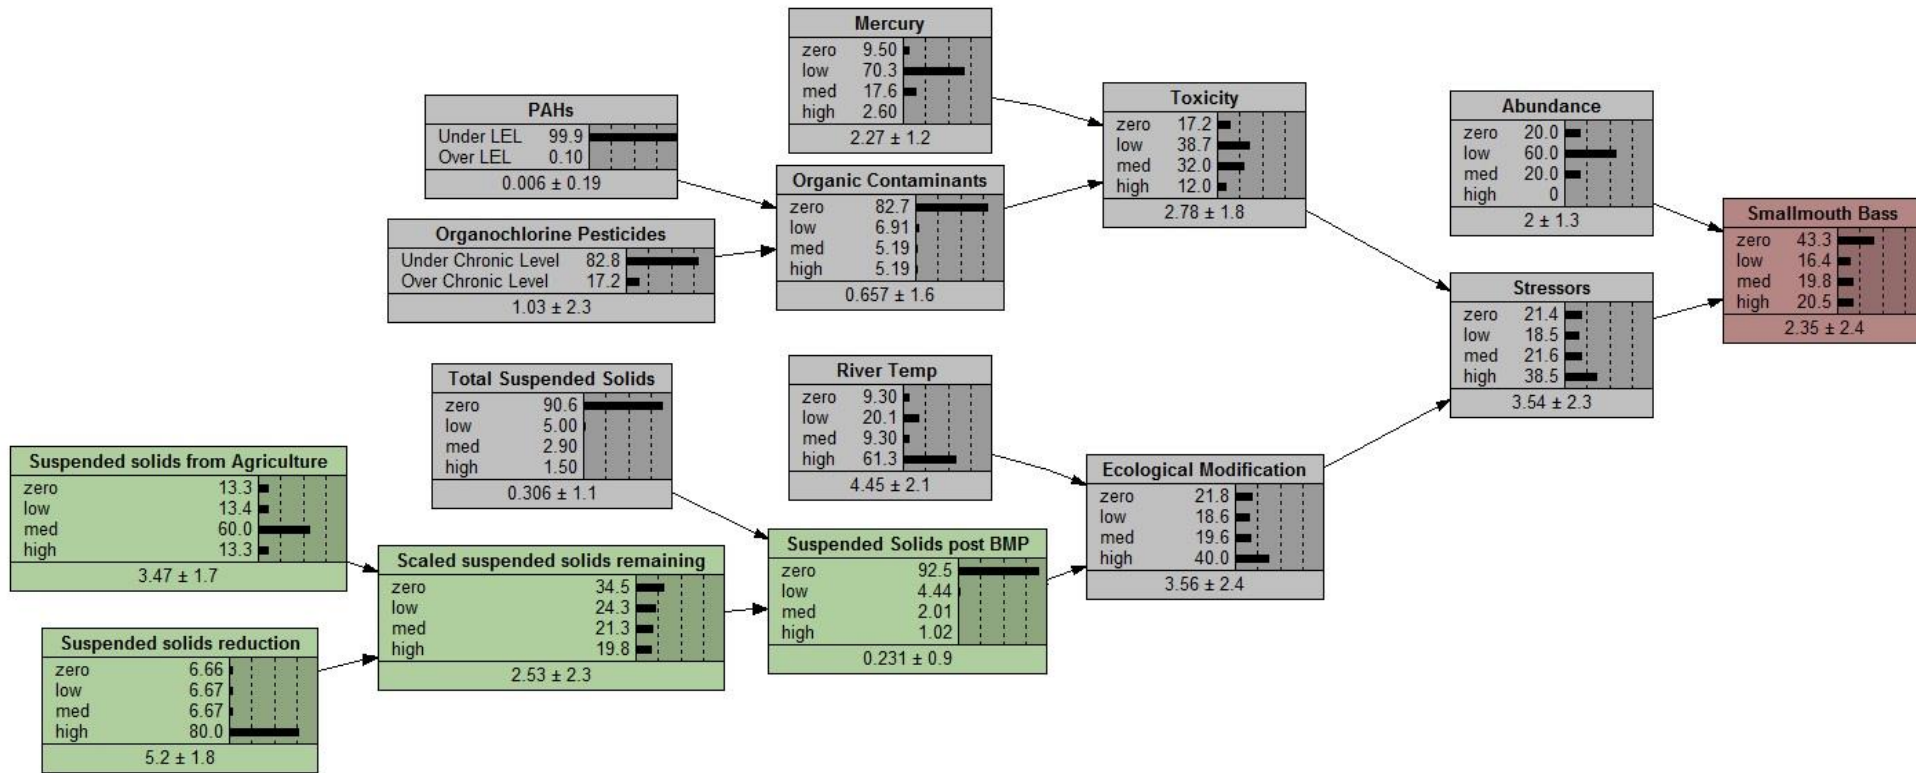 Mercury
zero 9.50
low 70.3
med 17.6
high 2.60
2.27 ± 1.2
PAHs
Under LEL 99.9
Over LEL 0.10
0.006 ± 0.19
Organochlorine Pesticides
Under Chronic Level 82.8
Over Chronic Level 17.2
1.03 ± 2.3
Organic Contaminants
zero 82.7
low 6.91
med 5.19
high 5.19
0.657 ± 1.6
Toxicity
zero 17.2
low 38.7
med 32.0
high 12.0
2.78 ± 1.8
Abundance
zero 20.0
low 60.0
med 20.0
high 0
2 ± 1.3
Smallmouth Bass
zero 43.3
low 16.4
med 19.8
high 20.5
2.35 ± 2.4
Stressors
zero 21.4
low 18.5
med 21.6
high 38.5
3.54 ± 2.3
Total Suspended Solids
zero 90.6
low 5.00
med 2.90
high 1.50
0.306 ± 1.1
River Temp
zero 9.30
low 20.1
med 9.30
high 61.3
4.45 ± 2.1
Suspended solids from Agriculture
zero 13.3
low 13.4
med 60.0
high 13.3
3.47 ± 1.7
Scaled suspended solids remaining
zero 34.5
low 24.3
med 21.3
high 19.8
2.53 ± 2.3
Suspended Solids post BMP
zero 92.5
low 4.44
med 2.01
high 1.02
0.231 ± 0.9
Ecological Modification
zero 21.8
low 18.6
med 19.6
high 40.0
3.56 ± 2.4
Suspended solids reduction
zero 6.66
low 6.67
med 6.67
high 80.0
5.2 ± 1.8